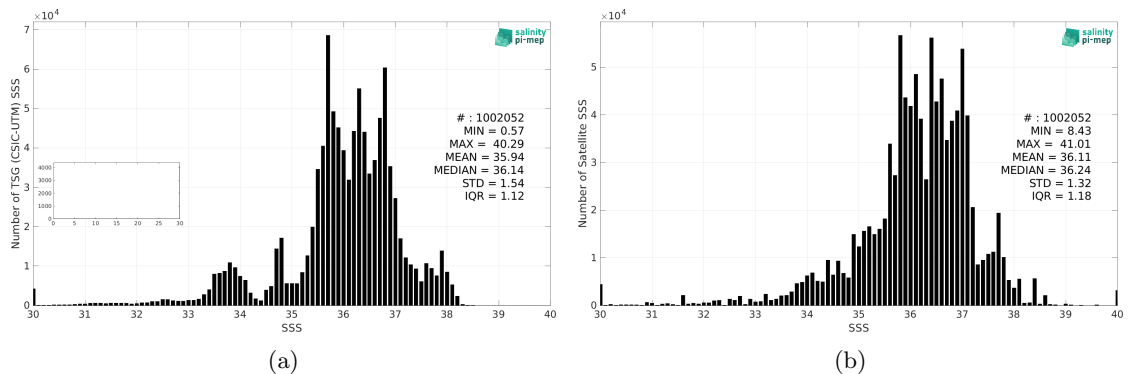 ×10⁴
7
6
5
4
3
2
1
0
Number of TSG (CSIC-UTM) SSS
salinity
pi-mep
# : 1002052
MIN = 0.57
MAX = 40.29
MEAN = 35.94
MEDIAN = 36.14
STD = 1.54
IQR = 1.12
4000
3000
2000
1000
0
0 5 10 15 20 25 30
30 31 32 33 34 35 36 37 38 39 40
SSS
(a)
×10⁴
5
4
3
2
1
0
Number of Satellite SSS
salinity
pi-mep
# : 1002052
MIN = 8.43
MAX = 41.01
MEAN = 36.11
MEDIAN = 36.24
STD = 1.32
IQR = 1.18
30 31 32 33 34 35 36 37 38 39 40
SSS
(b)